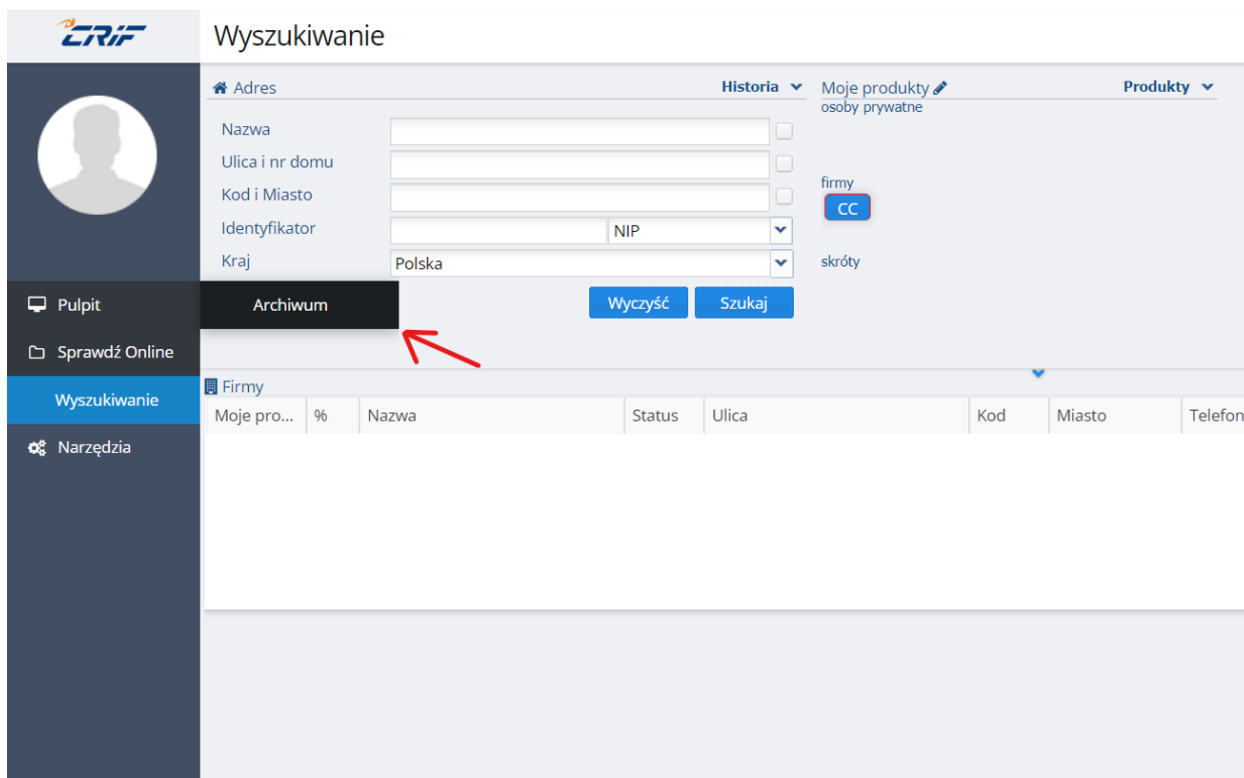 CRIF
Wyszukiwanie
Adres Historia
Moje produkty Produkty
osoby prywatne
Nazwa
Ulica i nr domu
Kod i Miasto
firmy
CC
Identyfikator NIP
Kraj Polska
skróty
Pulpit
Archiwum
Wyczyść Szukaj
Sprawdź Online
Wyszukiwanie
Narzędzia
Firmy
Moje pro... % Nazwa Status Ulica Kod Miasto Telefon